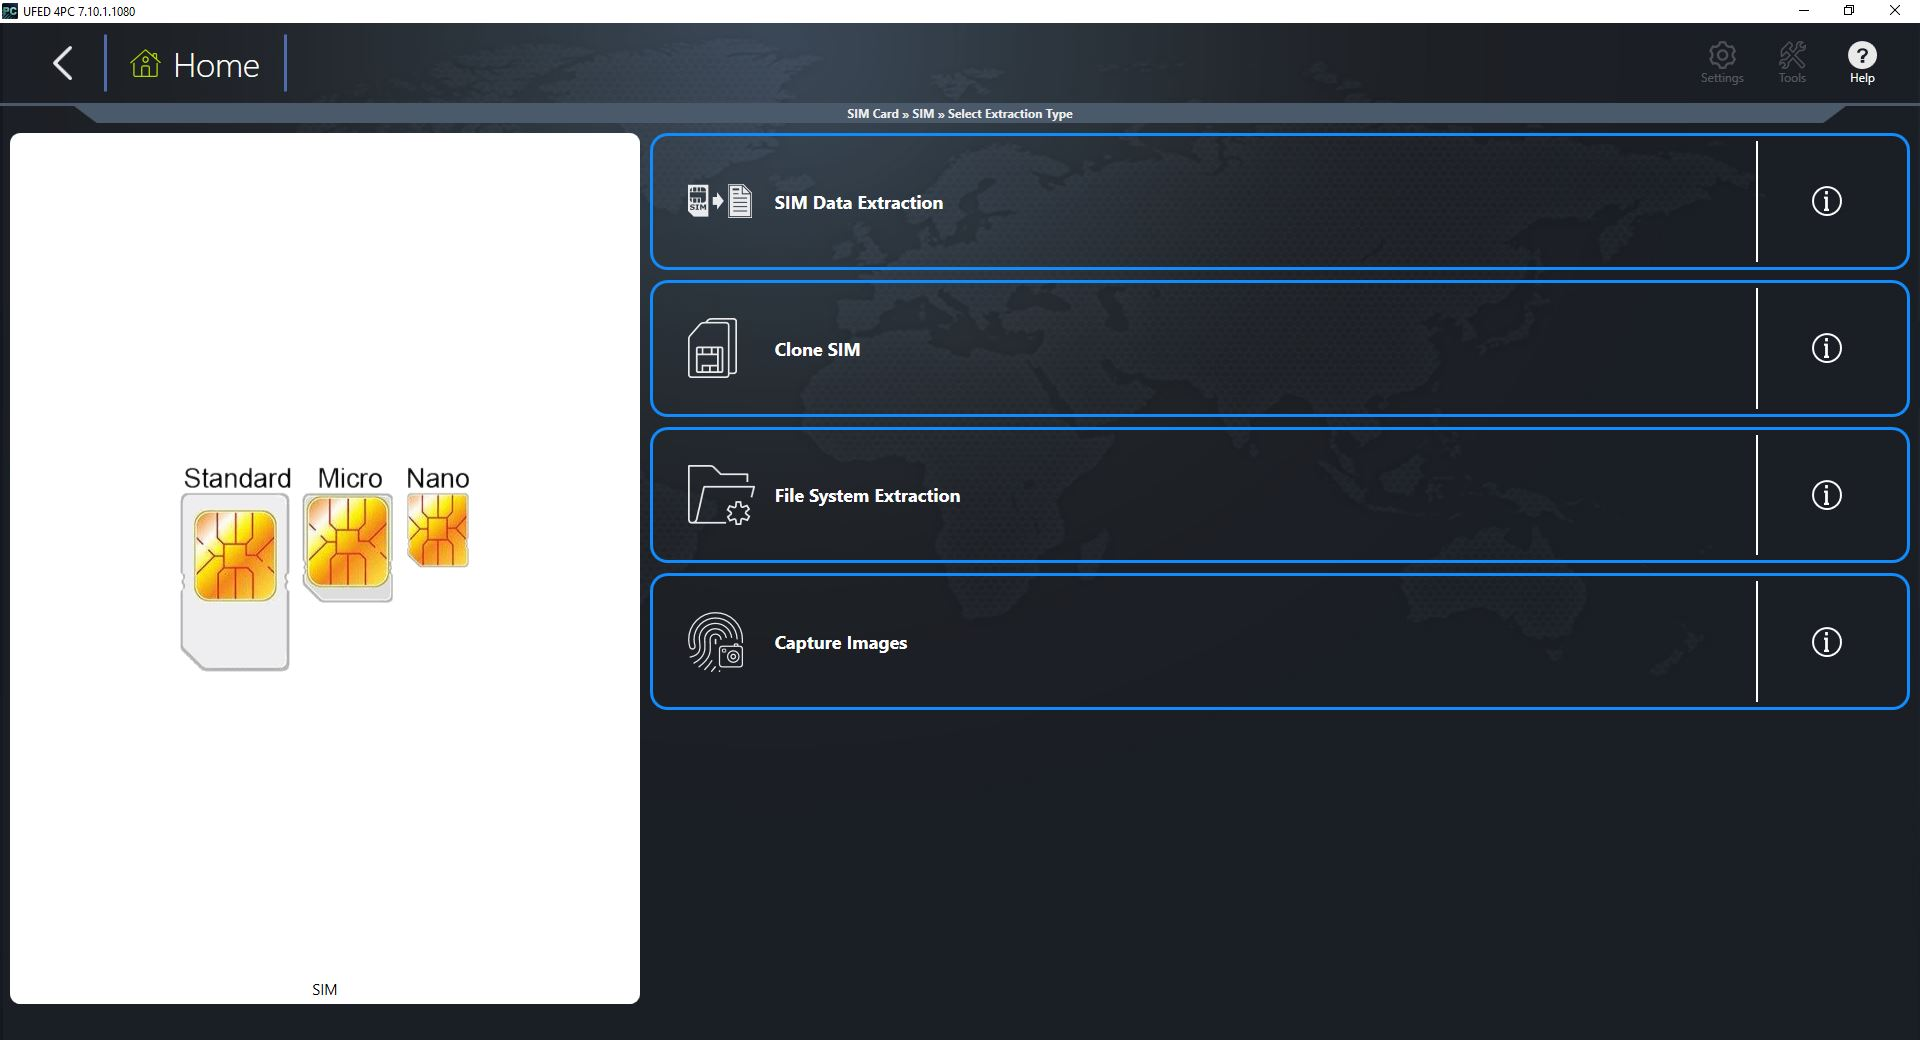 UFED 4PC 7.10.1.1080
Home
Settings
Tools
Help
SIM Card » SIM » Select Extraction Type
Standard Micro Nano
SIM
SIM
SIM Data Extraction
Clone SIM
File System Extraction
Capture Images